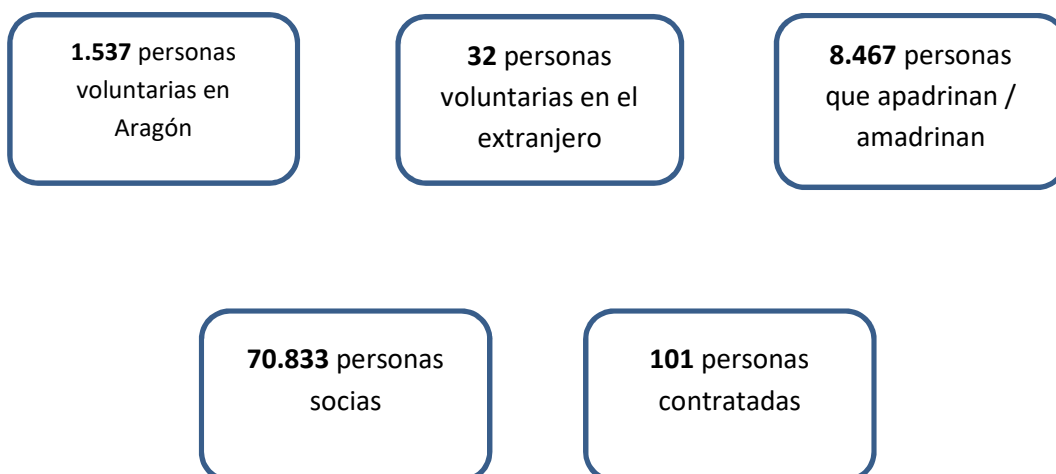 1.537 personas
voluntarias en
Aragón
32 personas
voluntarias en el
extranjero
8.467 personas
que apadrinan /
amadrinan
70.833 personas
socias
101 personas
contratadas